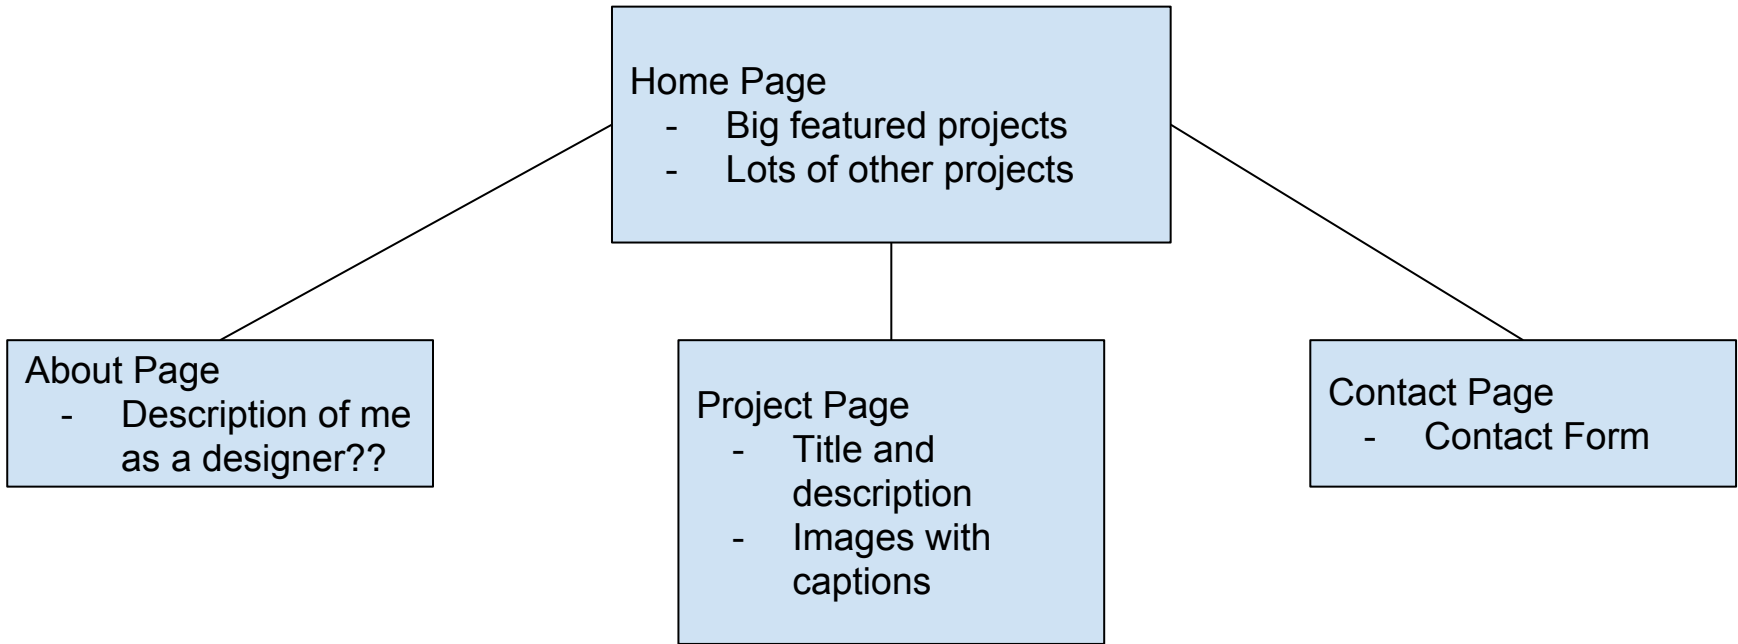 Home Page
- Big featured projects
- Lots of other projects
About Page
- Description of me
as a designer??
Project Page
- Title and
description
- Images with
captions
Contact Page
- Contact Form